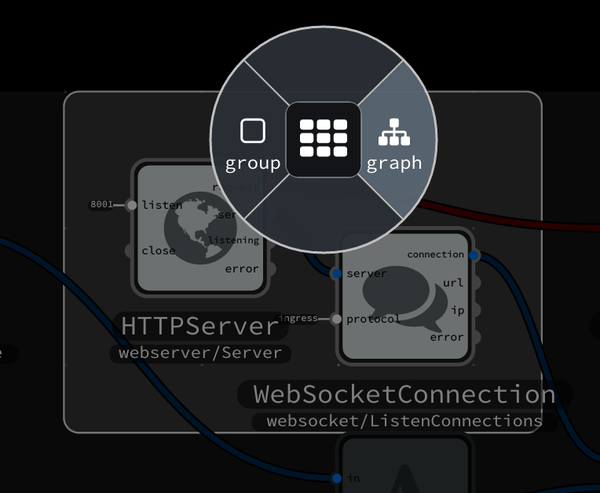 group
graph
request
8001
listen
ser
listening
close
error
connection
server
url
ingress
protocol
ip
error
HTTPServer
webserver/Server
WebSocketConnection
websocket/ListenConnections
in